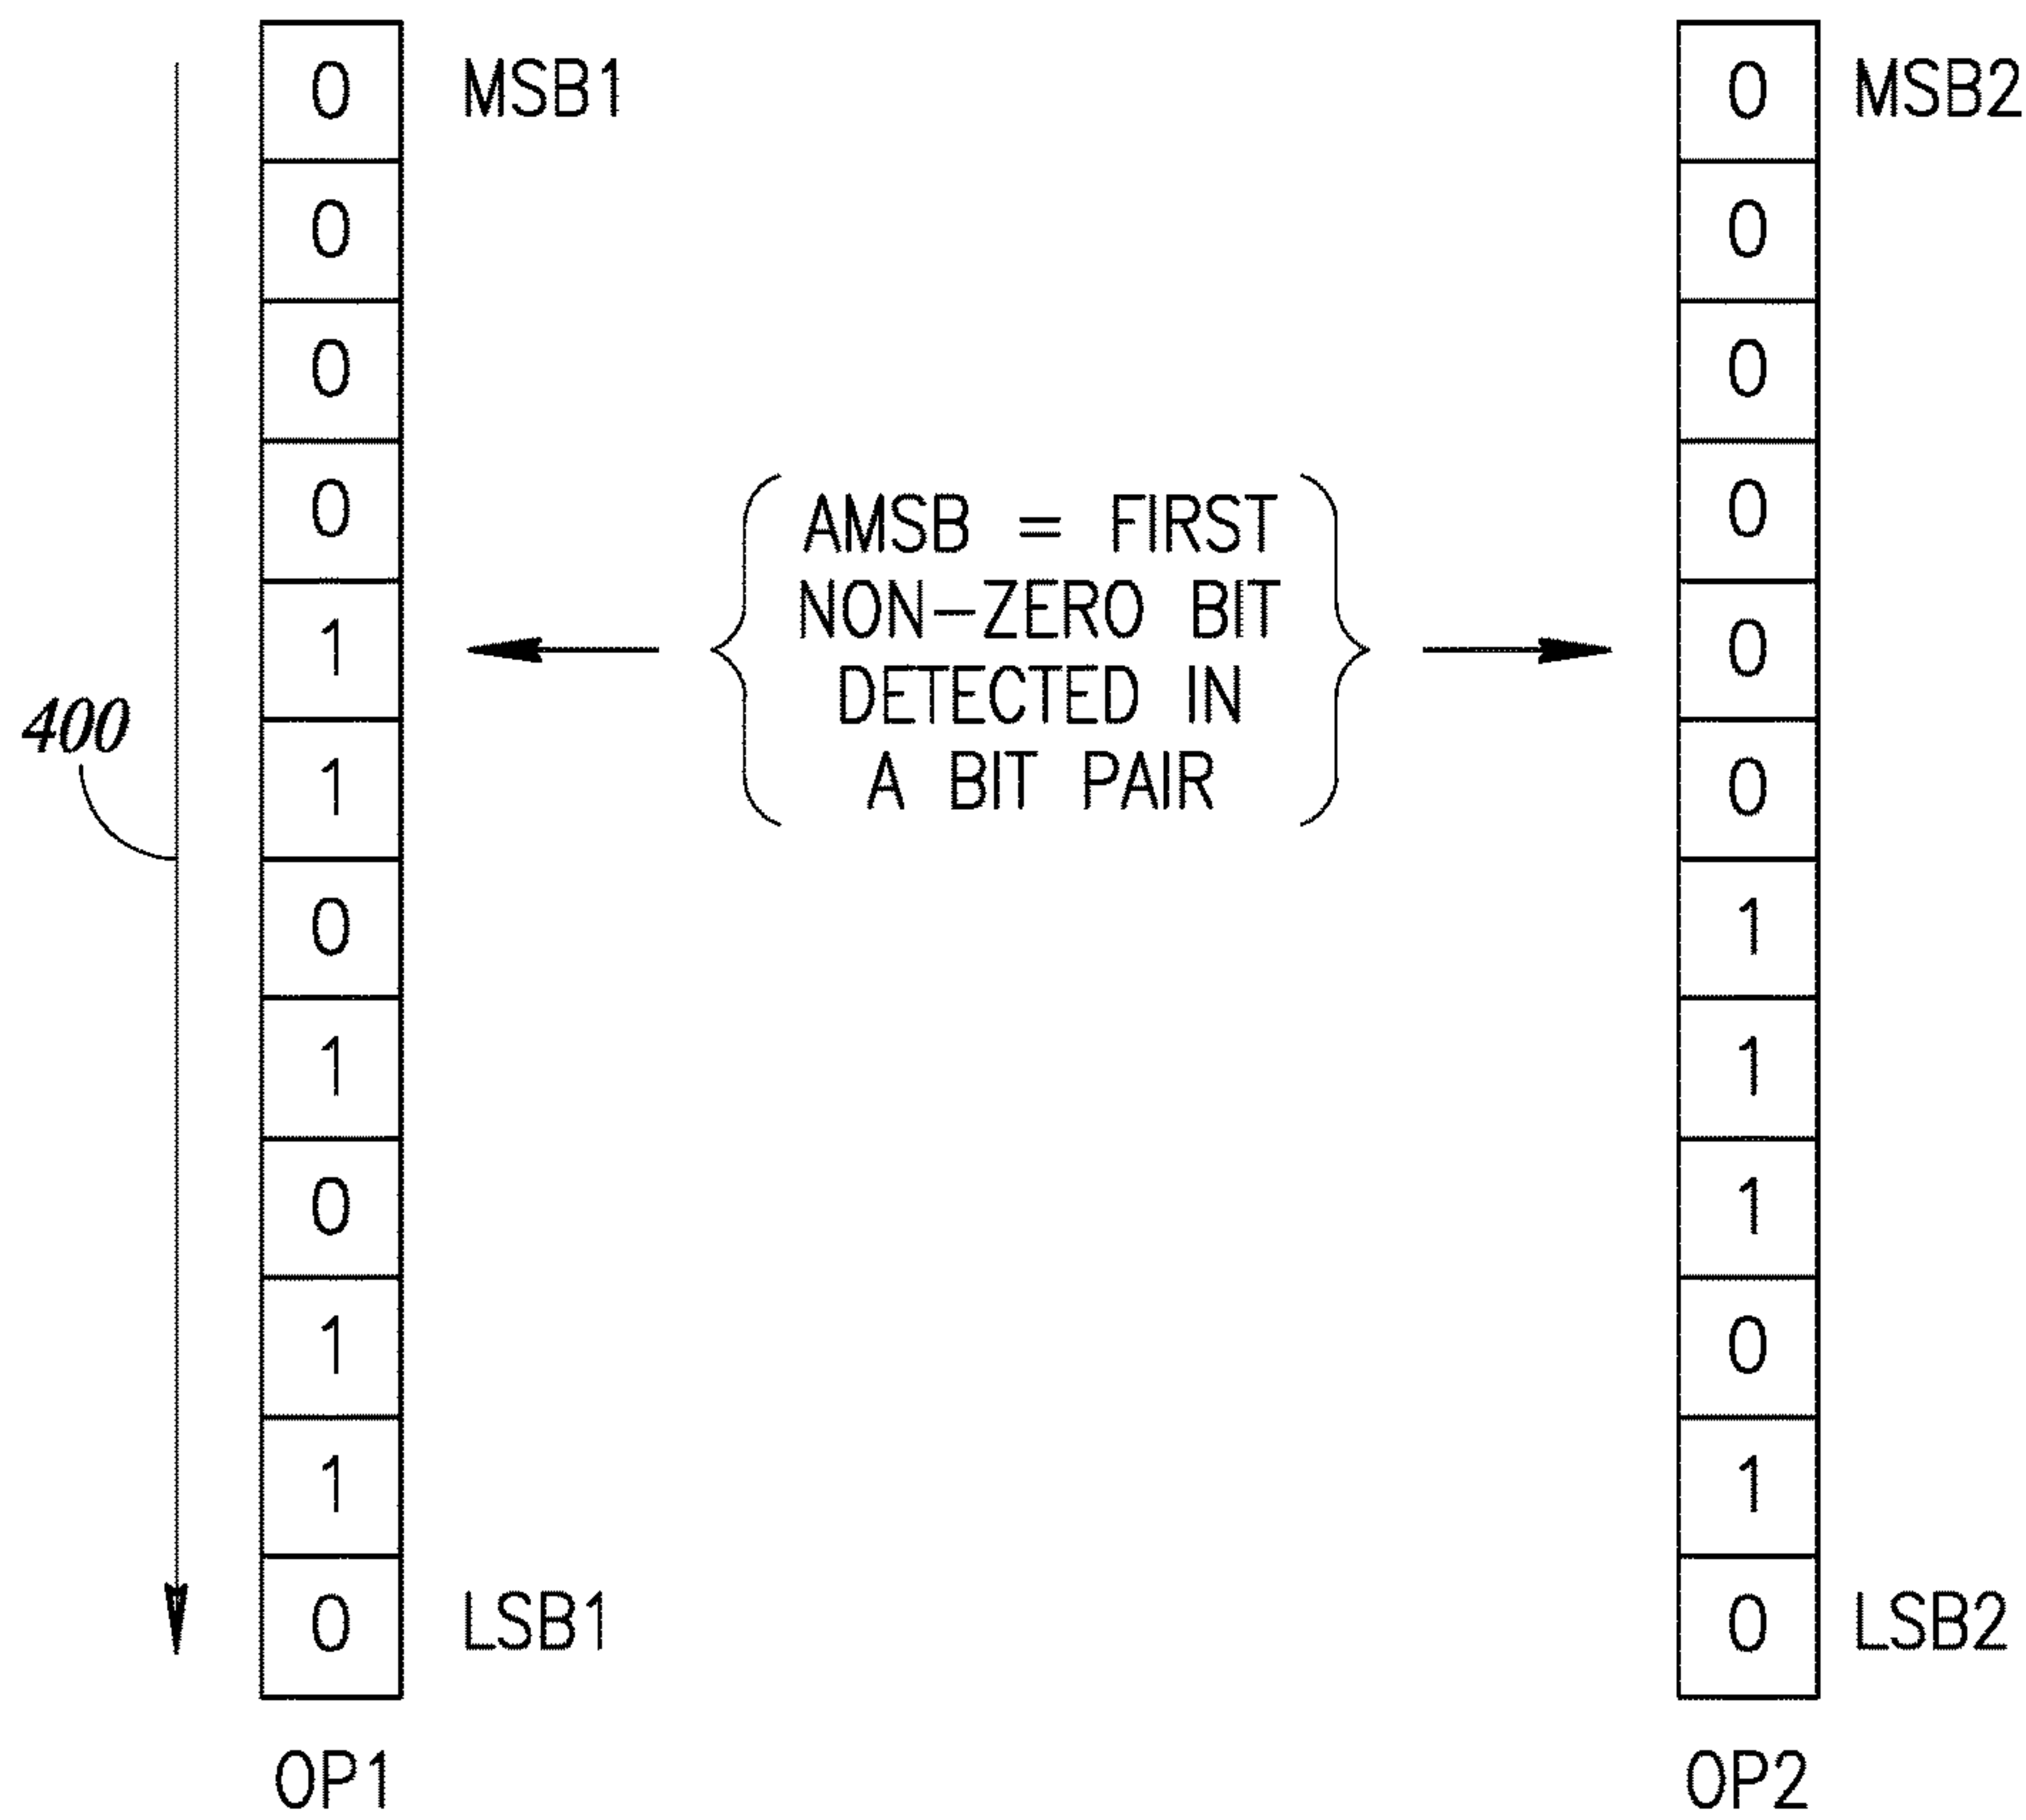 0 MSB1 0 MSB2
0 0
0 0
0 0
AMSB = FIRST
NON-ZERO BIT
1 0
DETECTED IN
400
1 0
A BIT PAIR
0 1
1 1
0 1
1 0
1 1
0 LSB1 0 LSB2
OP1 OP2